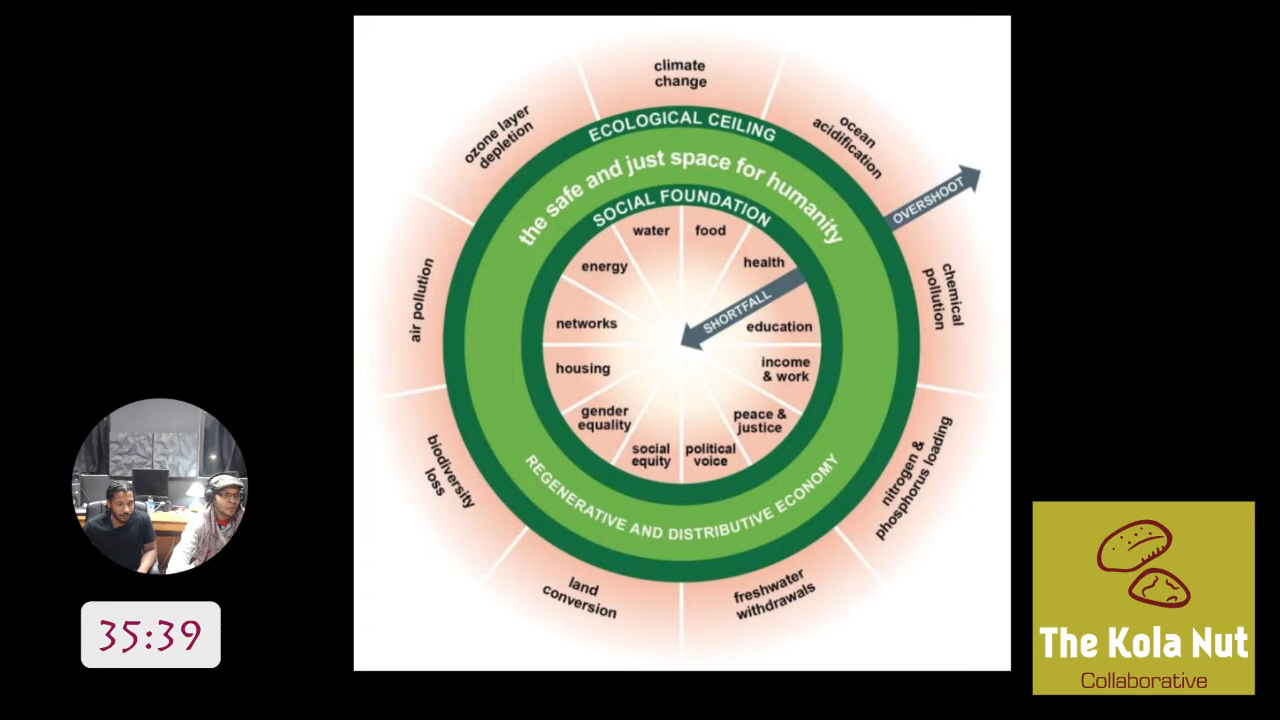 climate
change
ocean
acidification
OVERSHOOT
chemical
pollution
nitrogen &
phosphorus loading
freshwater
withdrawals
land
conversion
biodiversity
loss
air pollution
ozone layer
depletion
ECOLOGICAL CEILING
the safe and just space for humanity
SOCIAL FOUNDATION
water
food
health
SHORTFALL
education
income
& work
peace &
justice
political
voice
social
equity
gender
equality
housing
networks
energy
REGENERATIVE AND DISTRIBUTIVE ECONOMY
35:39
The Kola Nut
Collaborative